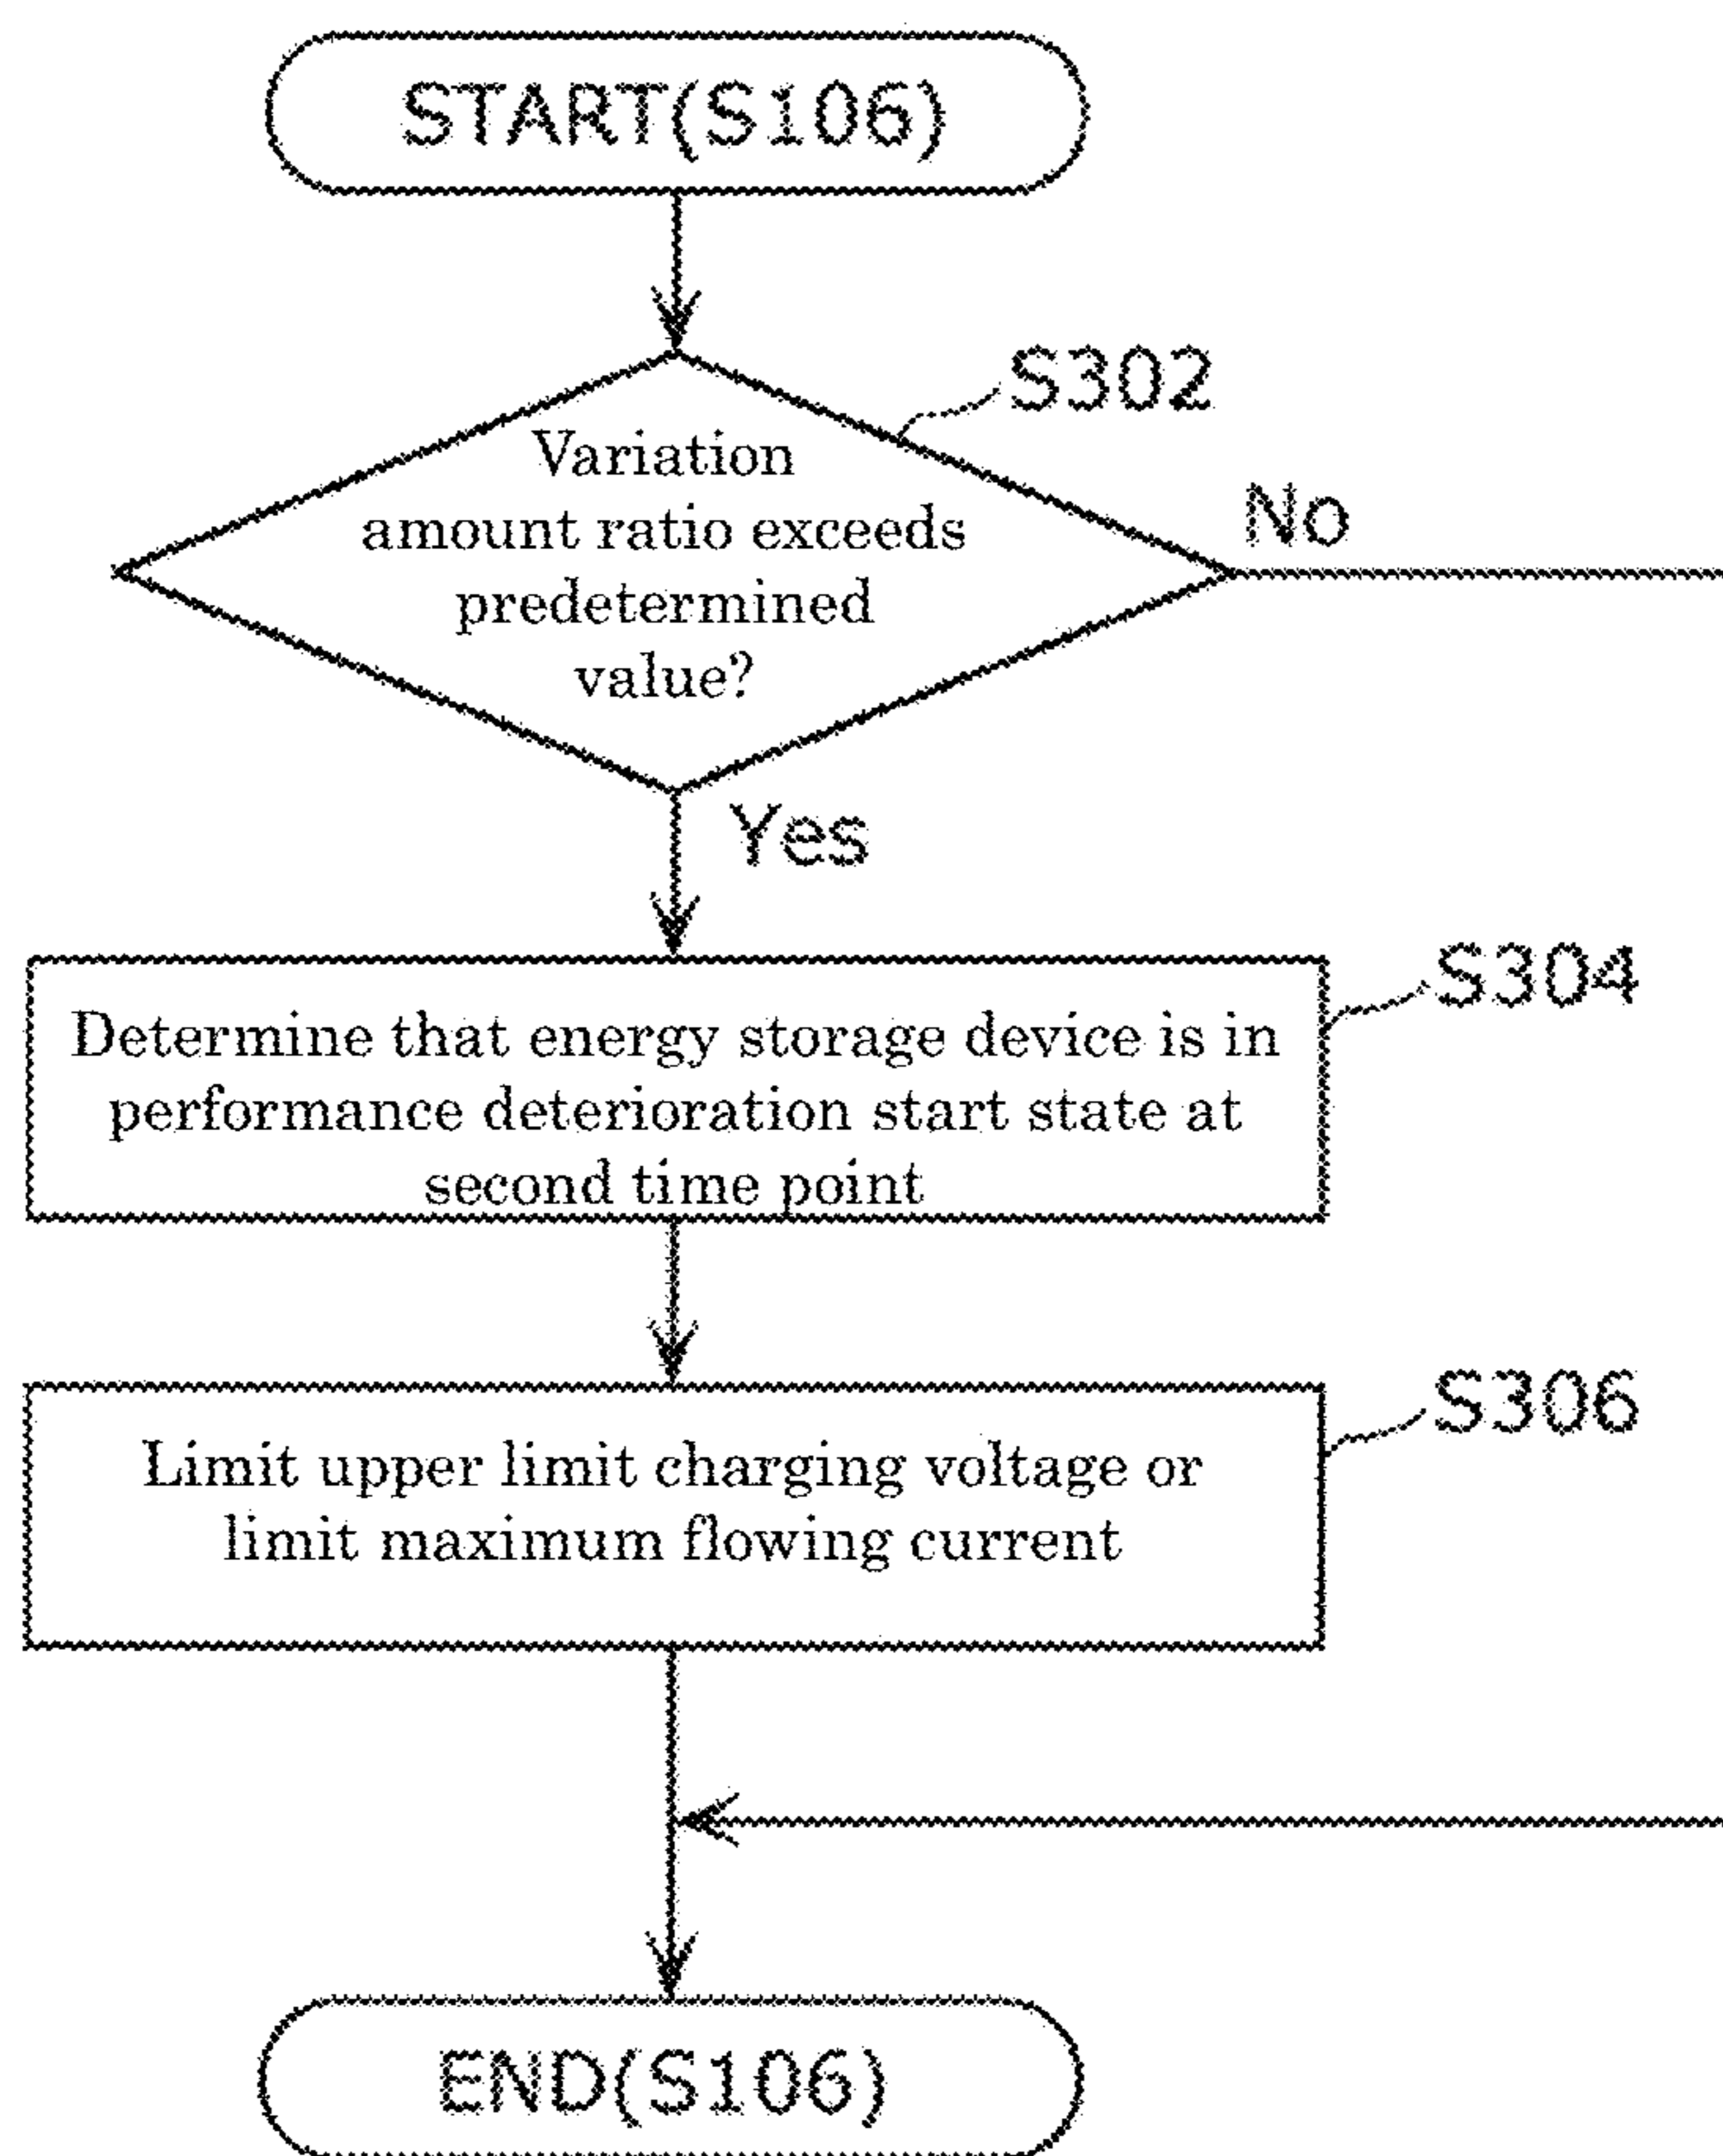 START(S106)
S302
Variation
amount ratio exceeds
predetermined
value?
No
Yes
S304
Determine that energy storage device is in
performance deterioration start state at
second time point
S306
Limit upper limit charging voltage or
limit maximum flowing current
END(S106)